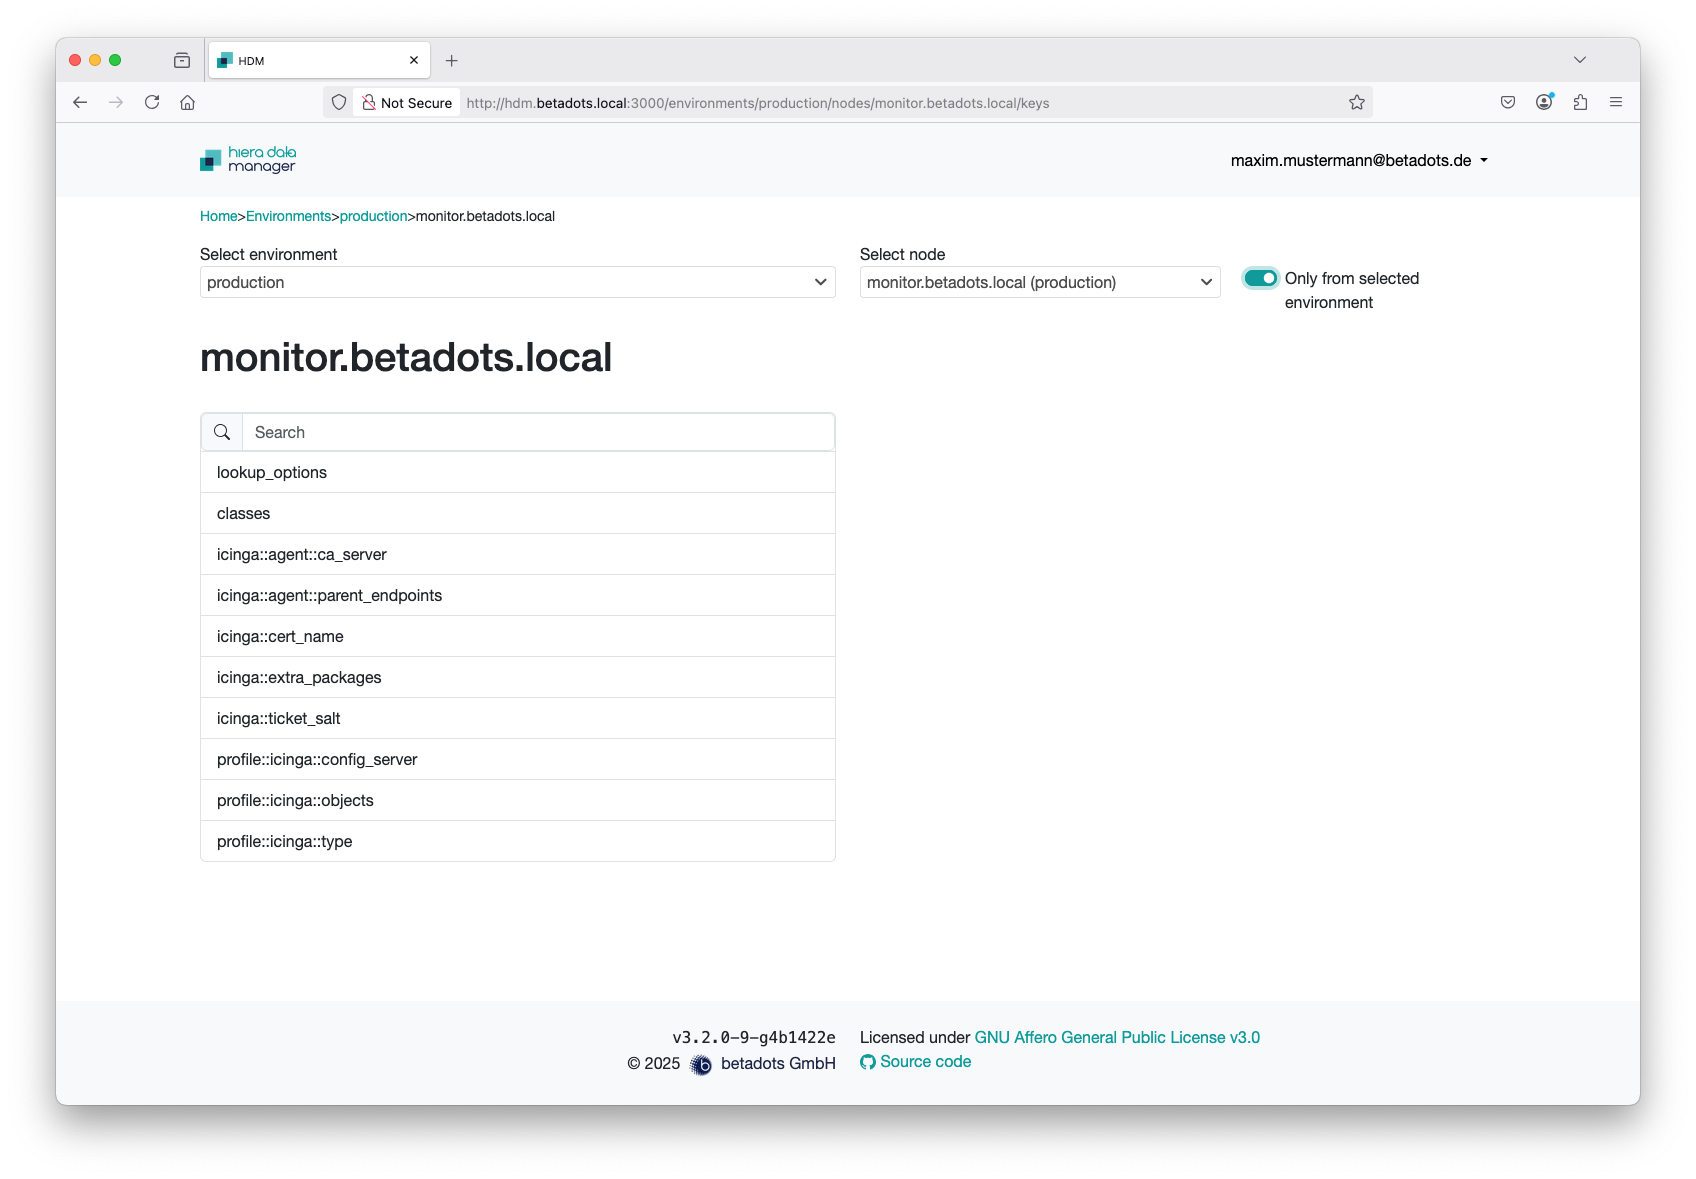 HDM
Not Secure http://hdm.betadots.local:3000/environments/production/nodes/monitor.betadots.local/keys
hiera data
manager
maxim.mustermann@betadots.de
Home>Environments>production>monitor.betadots.local
Select environment
production
Select node
monitor.betadots.local (production)
Only from selected
environment
monitor.betadots.local
Search
lookup_options
classes
icinga::agent::ca_server
icinga::agent::parent_endpoints
icinga::cert_name
icinga::extra_packages
icinga::ticket_salt
profile::icinga::config_server
profile::icinga::objects
profile::icinga::type
v3.2.0-9-g4b1422e
© 2025 b betadots GmbH
Licensed under GNU Affero General Public License v3.0
Source code